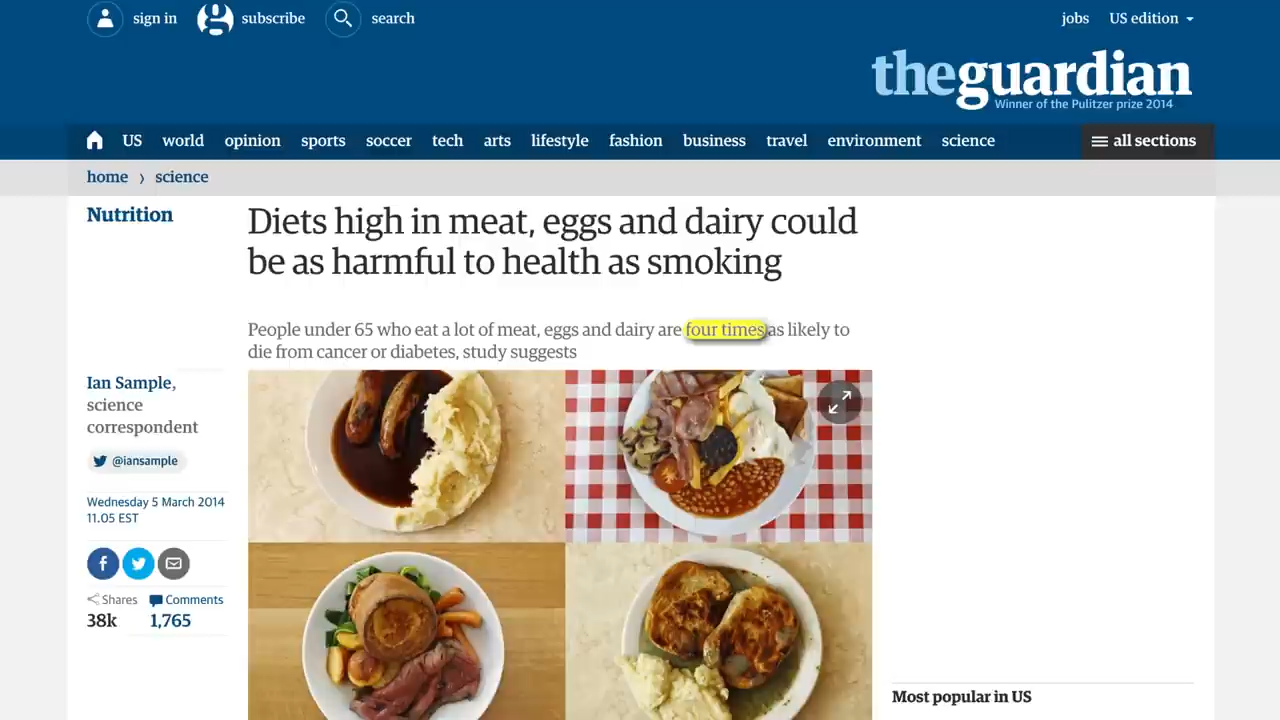 sign in
subscribe
search
jobs
US edition
theguardian
Winner of the Pulitzer prize 2014
US
world
opinion
sports
soccer
tech
arts
lifestyle
fashion
business
travel
environment
science
all sections
home › science
Nutrition
Diets high in meat, eggs and dairy could
be as harmful to health as smoking
People under 65 who eat a lot of meat, eggs and dairy are four times as likely to
die from cancer or diabetes, study suggests
Ian Sample,
science
correspondent
@iansample
Wednesday 5 March 2014
11.05 EST
Shares
Comments
38k
1,765
Most popular in US